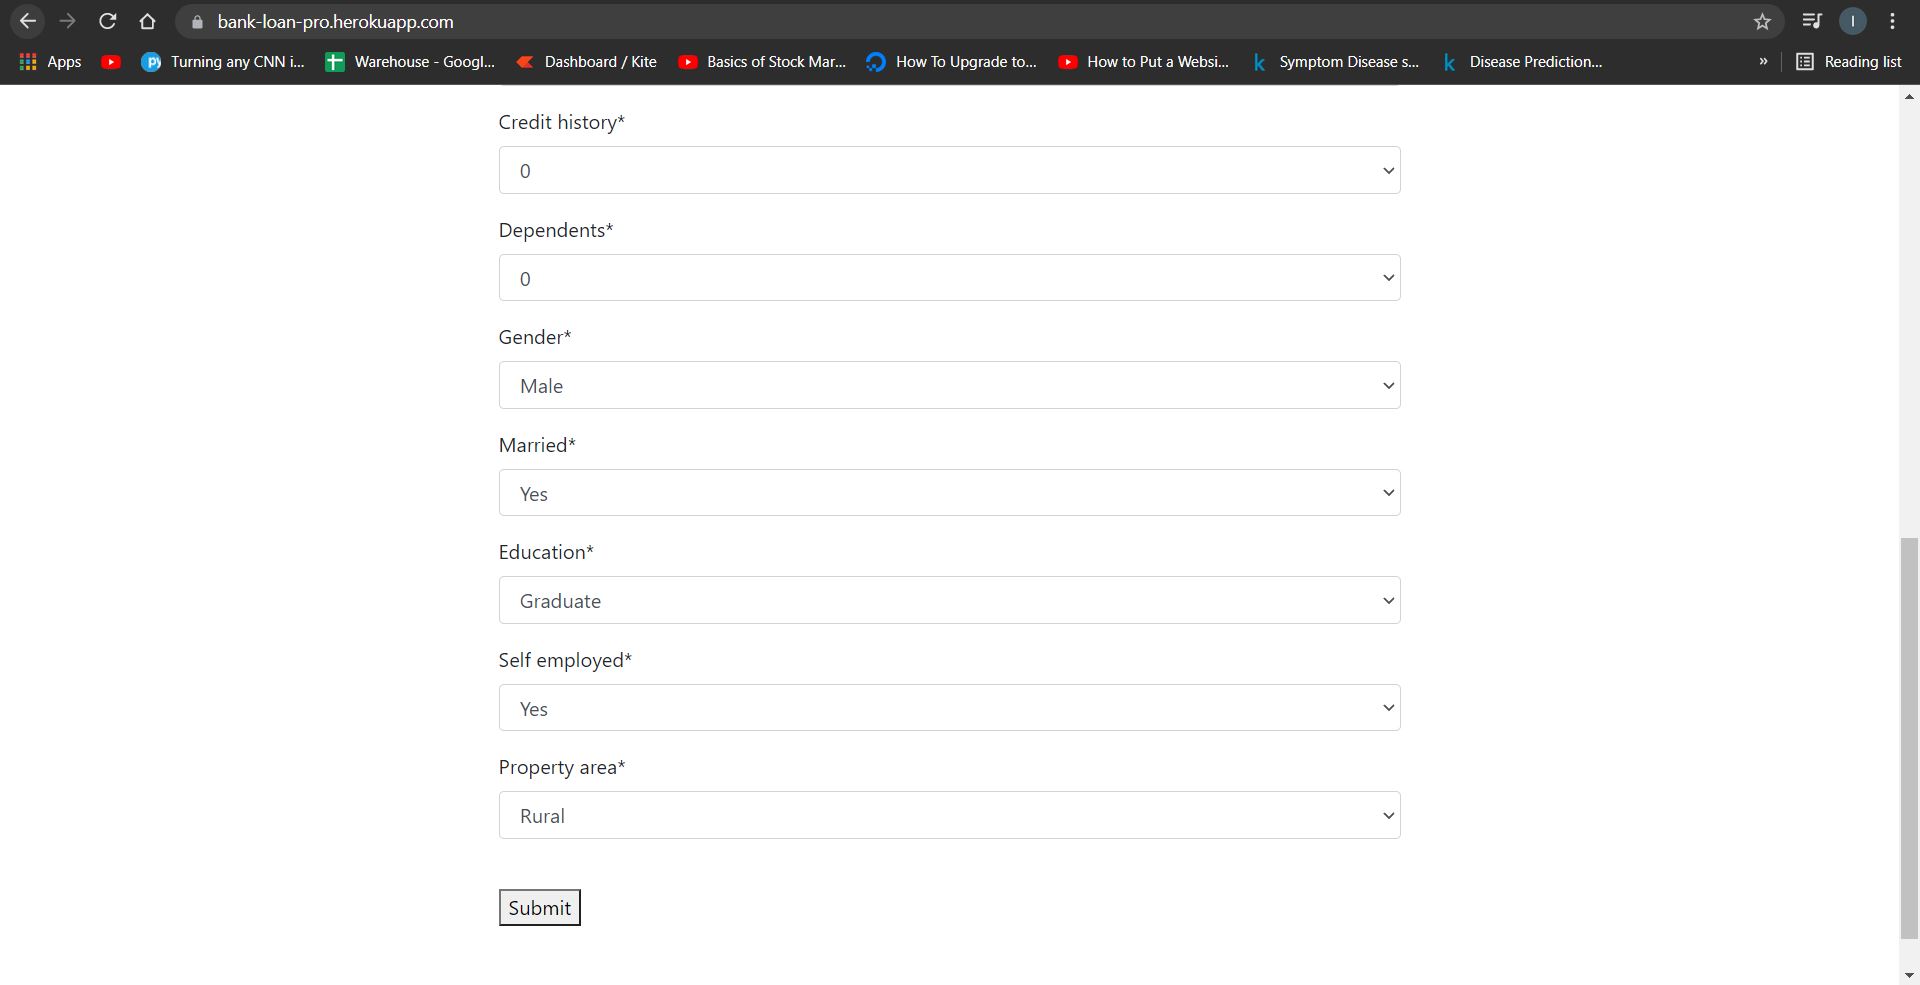 bank-loan-pro.herokuapp.com
I
Apps
Turning any CNN i...
Warehouse - Googl...
Dashboard / Kite
Basics of Stock Mar...
How To Upgrade to...
How to Put a Websi...
Symptom Disease s...
Disease Prediction...
»
Reading list
Credit history*
0
Dependents*
0
Gender*
Male
Married*
Yes
Education*
Graduate
Self employed*
Yes
Property area*
Rural
Submit